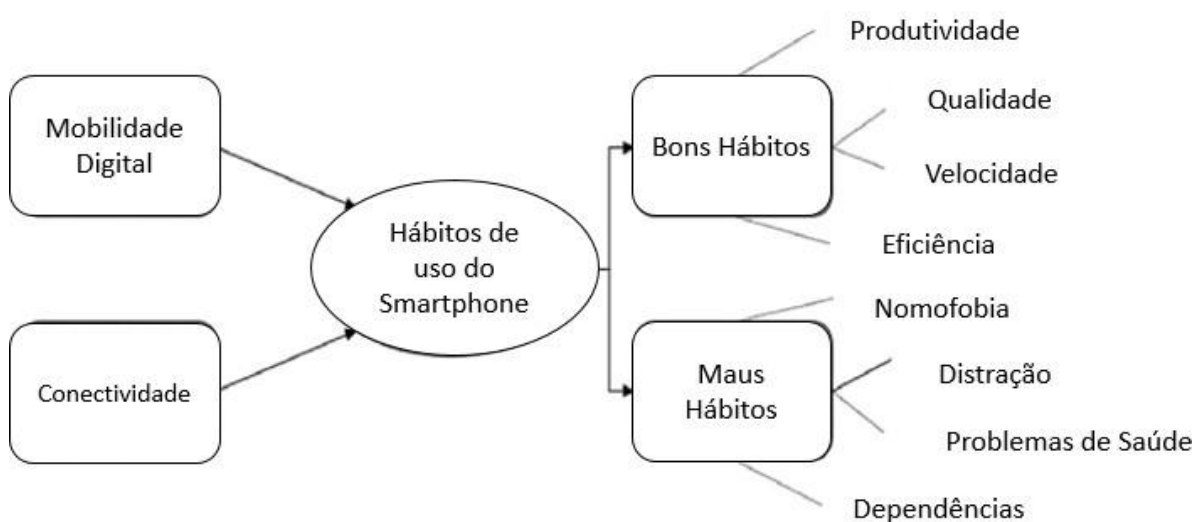 Mobilidade
Digital
Conectividade
Hábitos de
uso do
Smartphone
Bons Hábitos
Produtividade
Qualidade
Velocidade
Eficiência
Maus
Hábitos
Nomofobia
Distração
Problemas de Saúde
Dependências